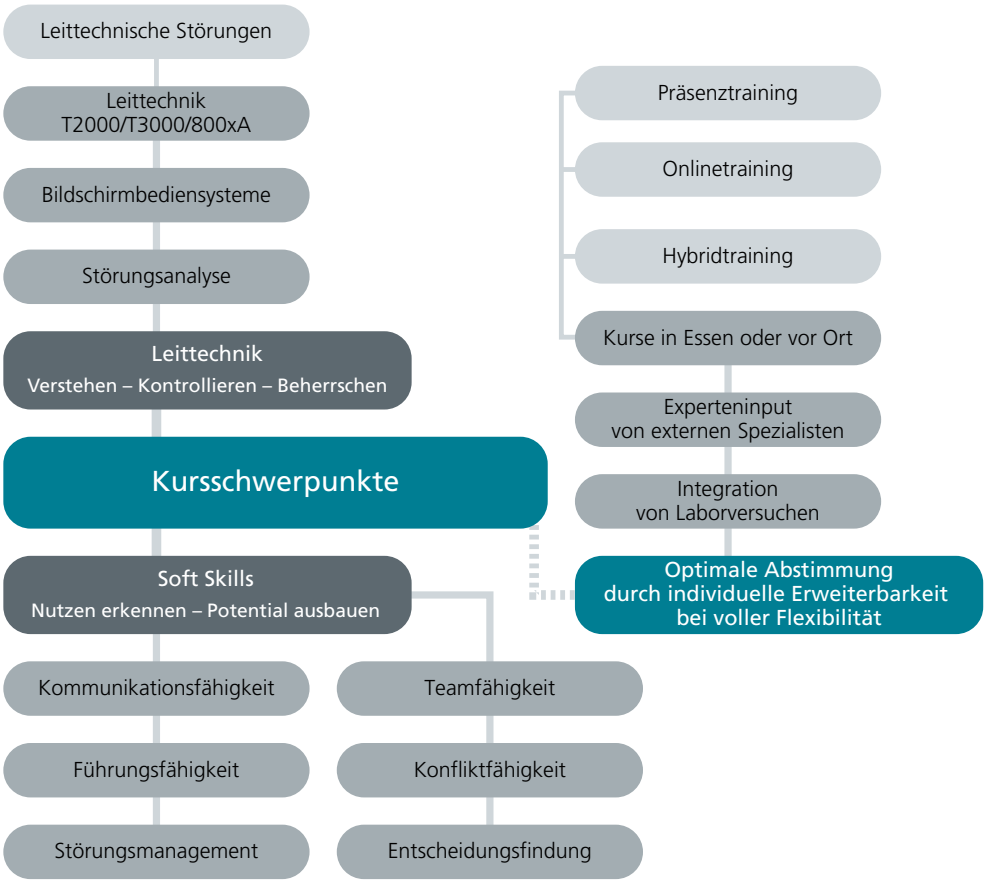 Leittechnische Störungen
Leittechnik
T2000/T3000/800xA
Bildschirmbediensysteme
Störungsanalyse
Leittechnik
Verstehen – Kontrollieren – Beherrschen
Kursschwerpunkte
Soft Skills
Nutzen erkennen – Potential ausbauen
Kommunikationsfähigkeit
Führungsfähigkeit
Störungsmanagement
Teamfähigkeit
Konfliktfähigkeit
Entscheidungsfindung
Präsenztraining
Onlinetraining
Hybridtraining
Kurse in Essen oder vor Ort
Experteninput
von externen Spezialisten
Integration
von Laborversuchen
Optimale Abstimmung
durch individuelle Erweiterbarkeit
bei voller Flexibilität